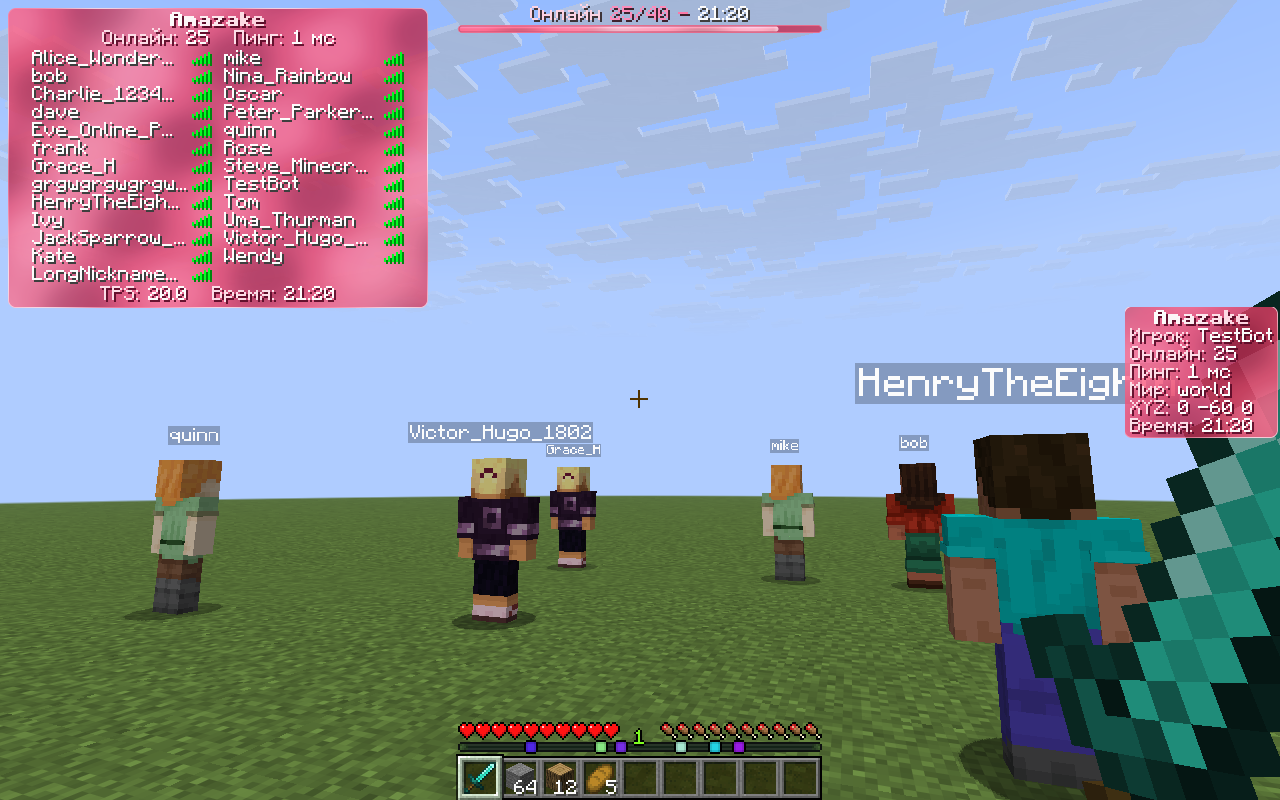 Amazake
Онлайн: 25 Пинг: 1 мс
Alice_Wonder... mike
bob Nina_Rainbow
Charlie_1234... Oscar
dave Peter_Parker...
Eve_Online_P... quinn
frank Rose
Grace_H Steve_Minecr...
grgwgrgwgrgw... TestBot
HenryTheEigh... Tom
Ivy Uma_Thurman
JackSparrow_... Victor_Hugo_...
Kate Wendy
LongNickname...
TPS: 20.0 Время: 21:20
Онлайн 25/40 - 21:20
Amazake
Игрок: TestBot
Онлайн: 25
Пинг: 1 мс
Мир: world
XYZ: 0 -60 0
Время: 21:20
HenryTheEigh
quinn
Victor_Hugo_1802
Grace_H
mike
bob
1
64 12 5